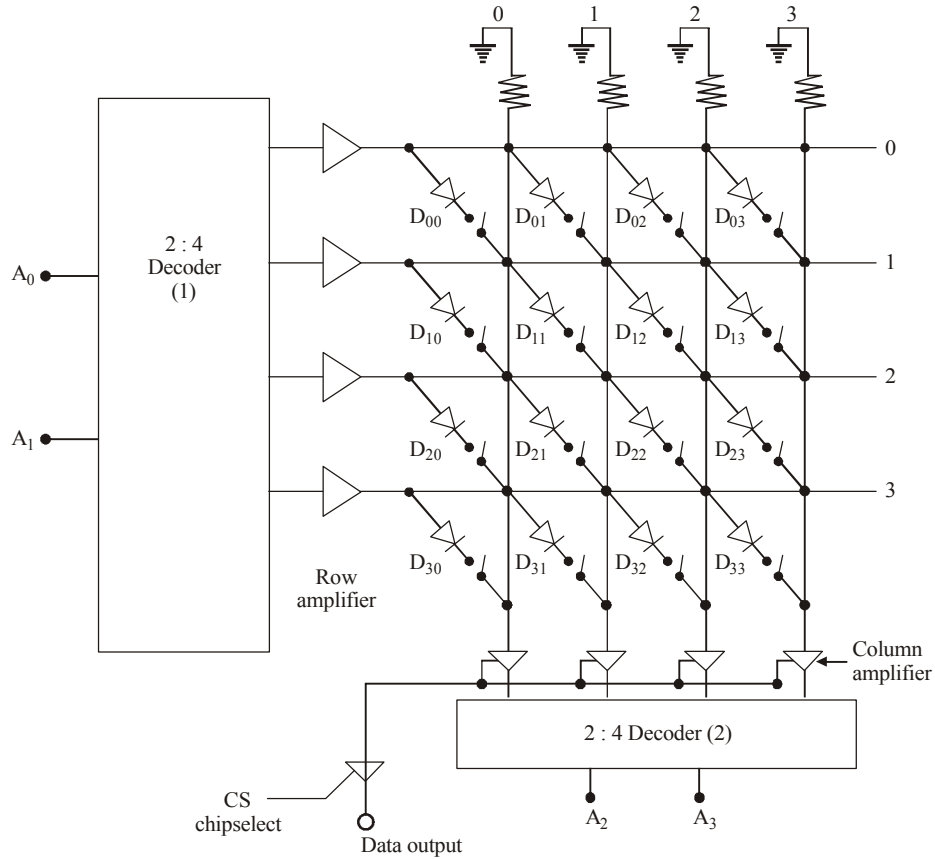 0 1 2 3
0
D₀₀ D₀₁ D₀₂ D₀₃
2 : 4
Decoder
(1)
A₀
1
D₁₀ D₁₁ D₁₂ D₁₃
2
A₁
D₂₀ D₂₁ D₂₂ D₂₃
3
D₃₀ D₃₁ D₃₂ D₃₃
Row
amplifier
Column
amplifier
2 : 4 Decoder (2)
CS
chipselect
A₂ A₃
Data output